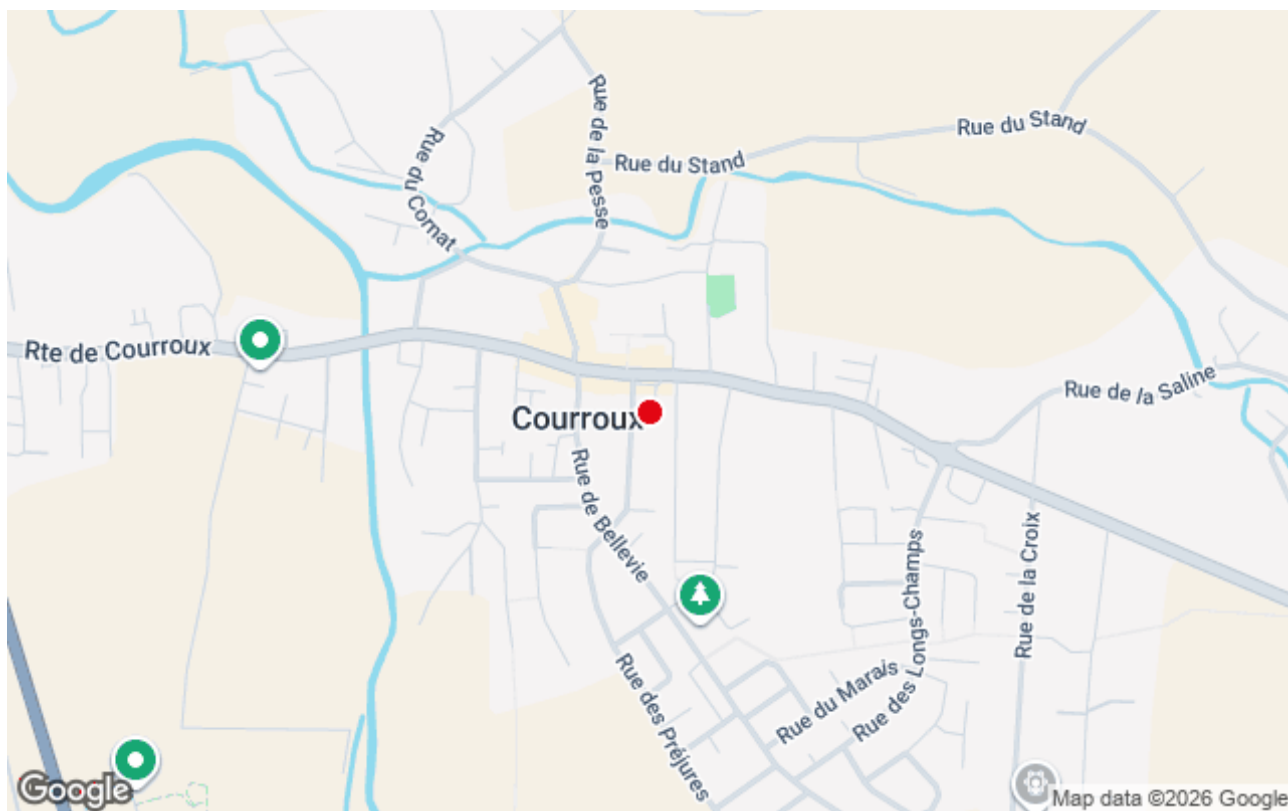 Rue de la Pesse
Rue du Stand
Rue du Stand
Rue du Cornat
Rte de Courroux
Rue de la Saline
Courroux
Rue de Bellevie
Rue des Longs-Champs
Rue de la Croix
Rue des Préjures
Rue du Marais
Google
Map data ©2026 Google